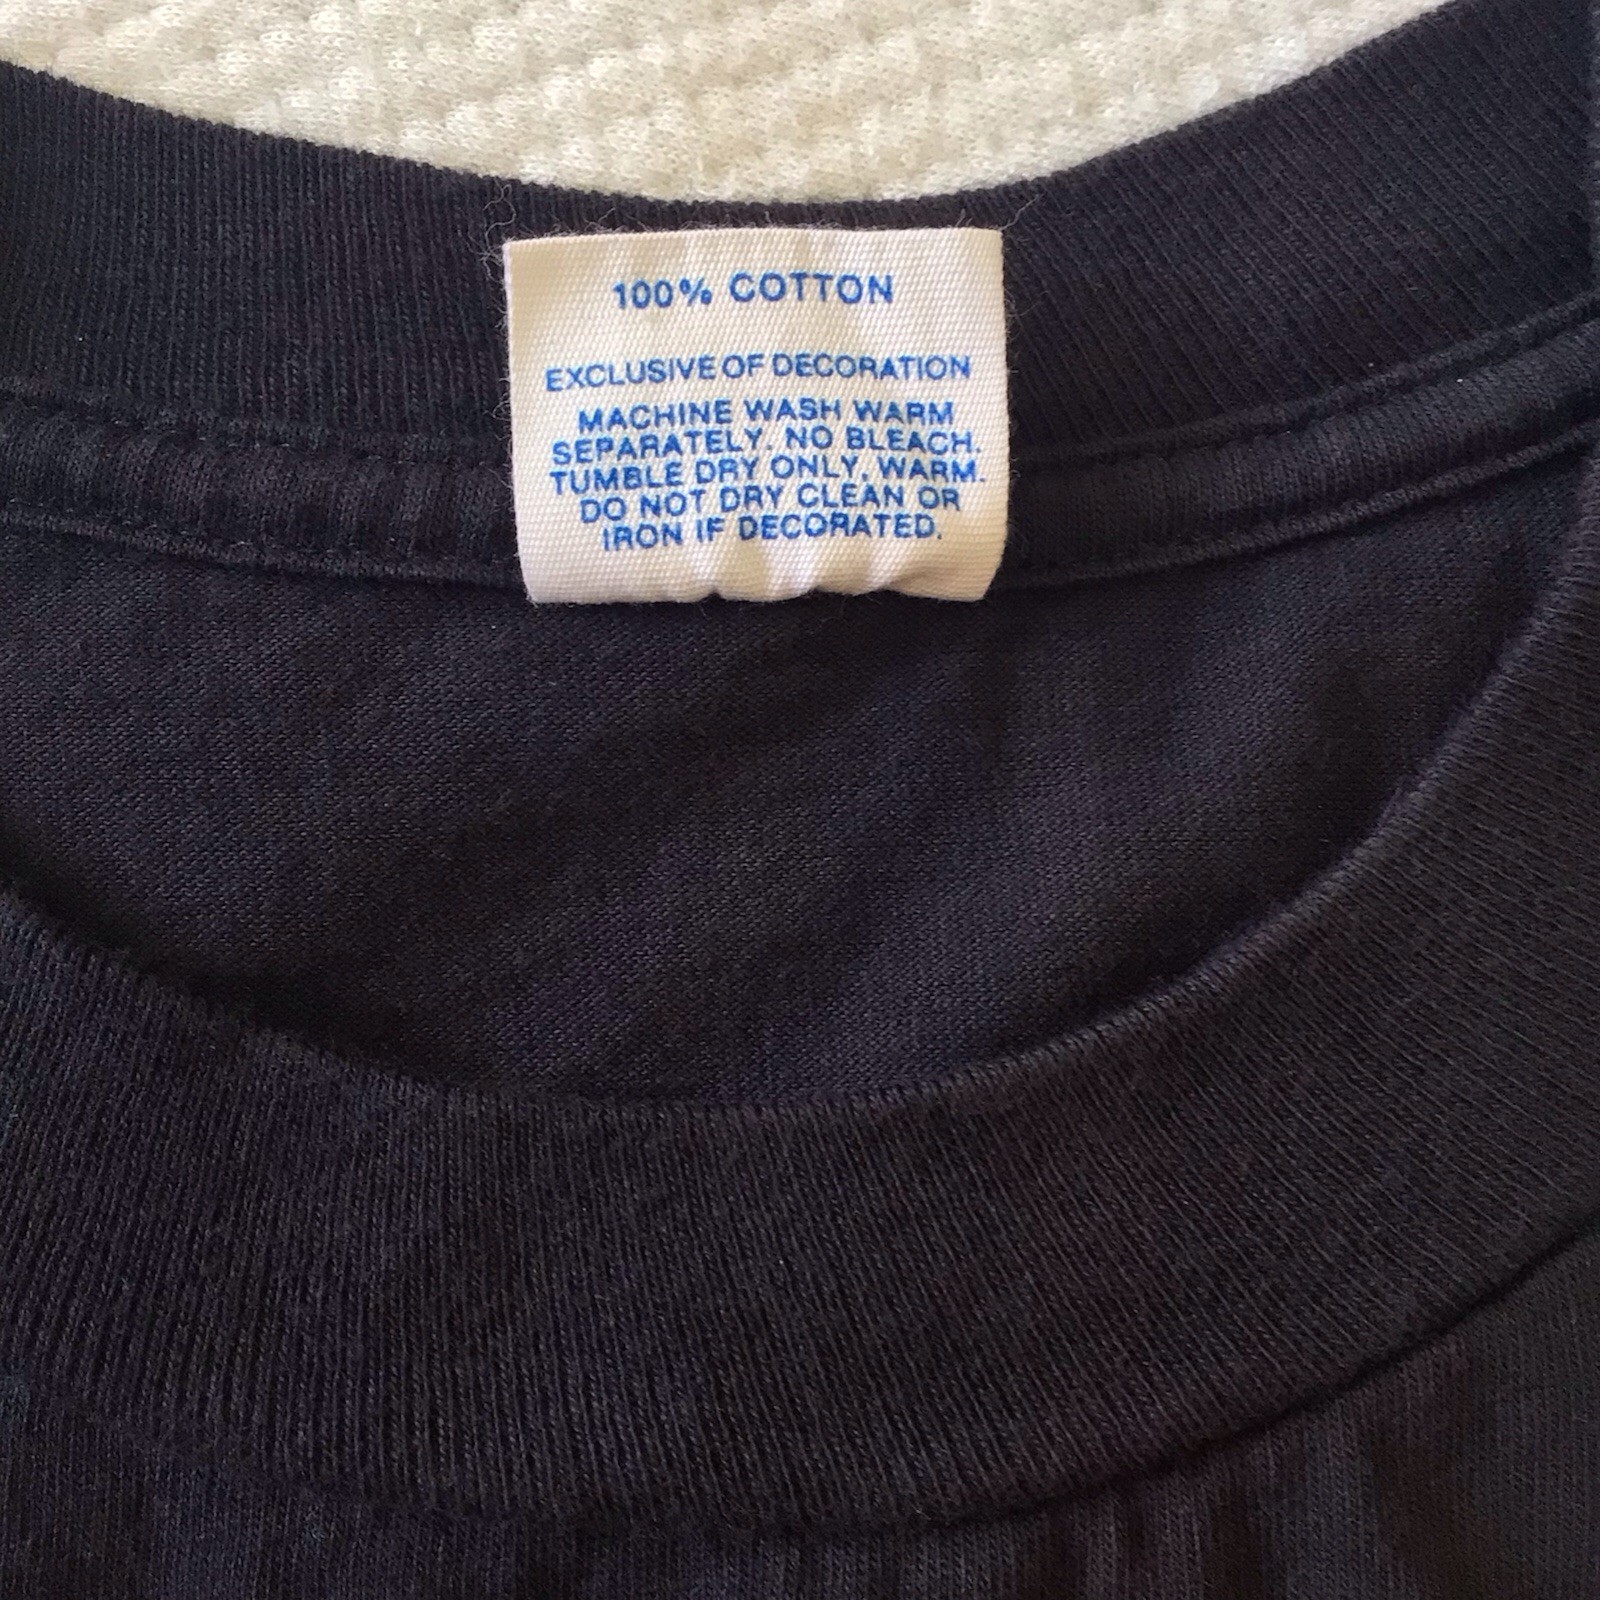 100% COTTON
EXCLUSIVE OF DECORATION
MACHINE WASH WARM
SEPARATELY. NO BLEACH.
TUMBLE DRY ONLY, WARM.
DO NOT DRY CLEAN OR
IRON IF DECORATED.